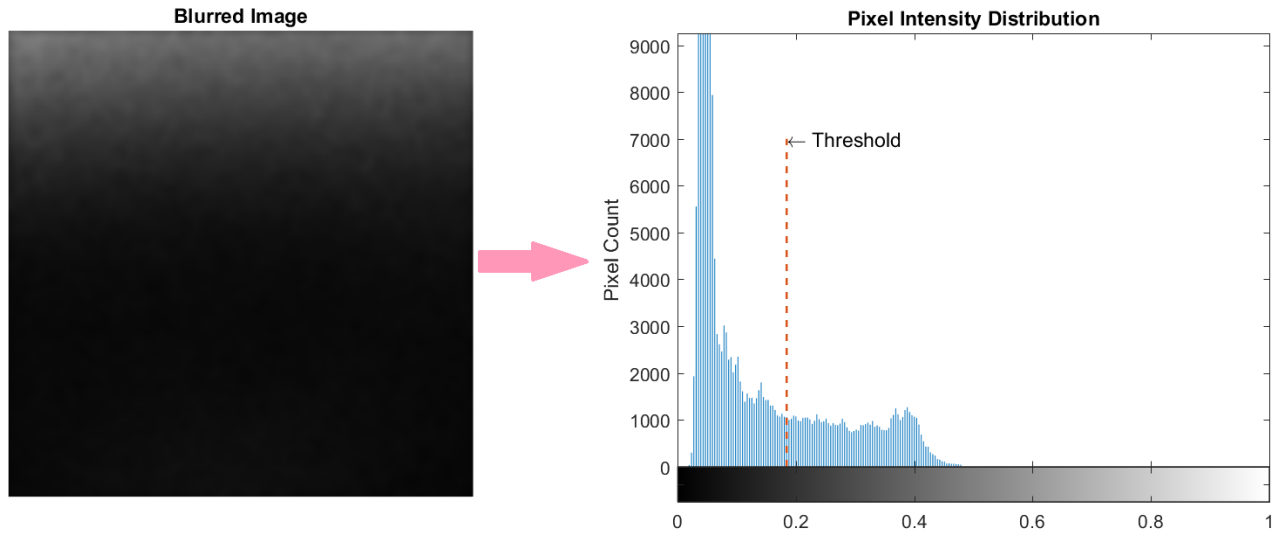 Blurred Image
Pixel Intensity Distribution
9000
8000
7000
← Threshold
6000
5000
4000
3000
2000
1000
0
Pixel Count
0 0.2 0.4 0.6 0.8 1